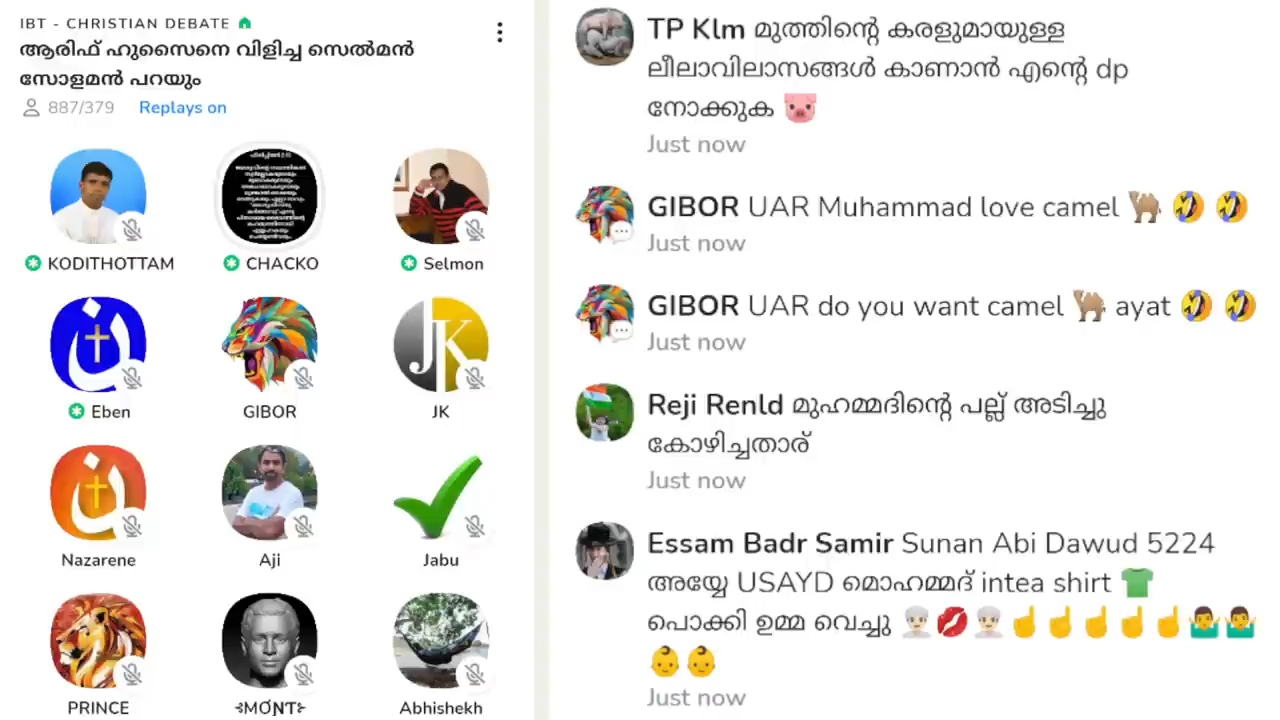 IBT - CHRISTIAN DEBATE
ആരിഫ് ഹുസൈനെ വിളിച്ച സെൽമൻ
സോളമൻ പറയും
887/379 Replays on
KODITHOTTAM
CHACKO
Selmon
Eben
GIBOR
JK
JK
Nazarene
Aji
Jabu
PRINCE
⊰MƠƝƬ⊱
Abhishekh
TP Klm മുത്തിന്റെ കരളുമായുള്ള
ലീലാവിലാസങ്ങൾ കാണാൻ എന്റെ dp
നോക്കുക 🐷
Just now
GIBOR UAR Muhammad love camel 🐪 🤣 🤣
Just now
GIBOR UAR do you want camel 🐪 ayat 🤣 🤣
Just now
Reji Renld മുഹമ്മദിന്റെ പല്ല് അടിച്ചു
കോഴിച്ചതാര്
Just now
Essam Badr Samir Sunan Abi Dawud 5224
അയ്യേ USAYD മൊഹമ്മദ് intea shirt 👕
പൊക്കി ഉമ്മ വെച്ചു 👳🏻💋👳🏻☝️☝️☝️☝️☝️🤷‍♂️🤷‍♂️
👶👶
Just now